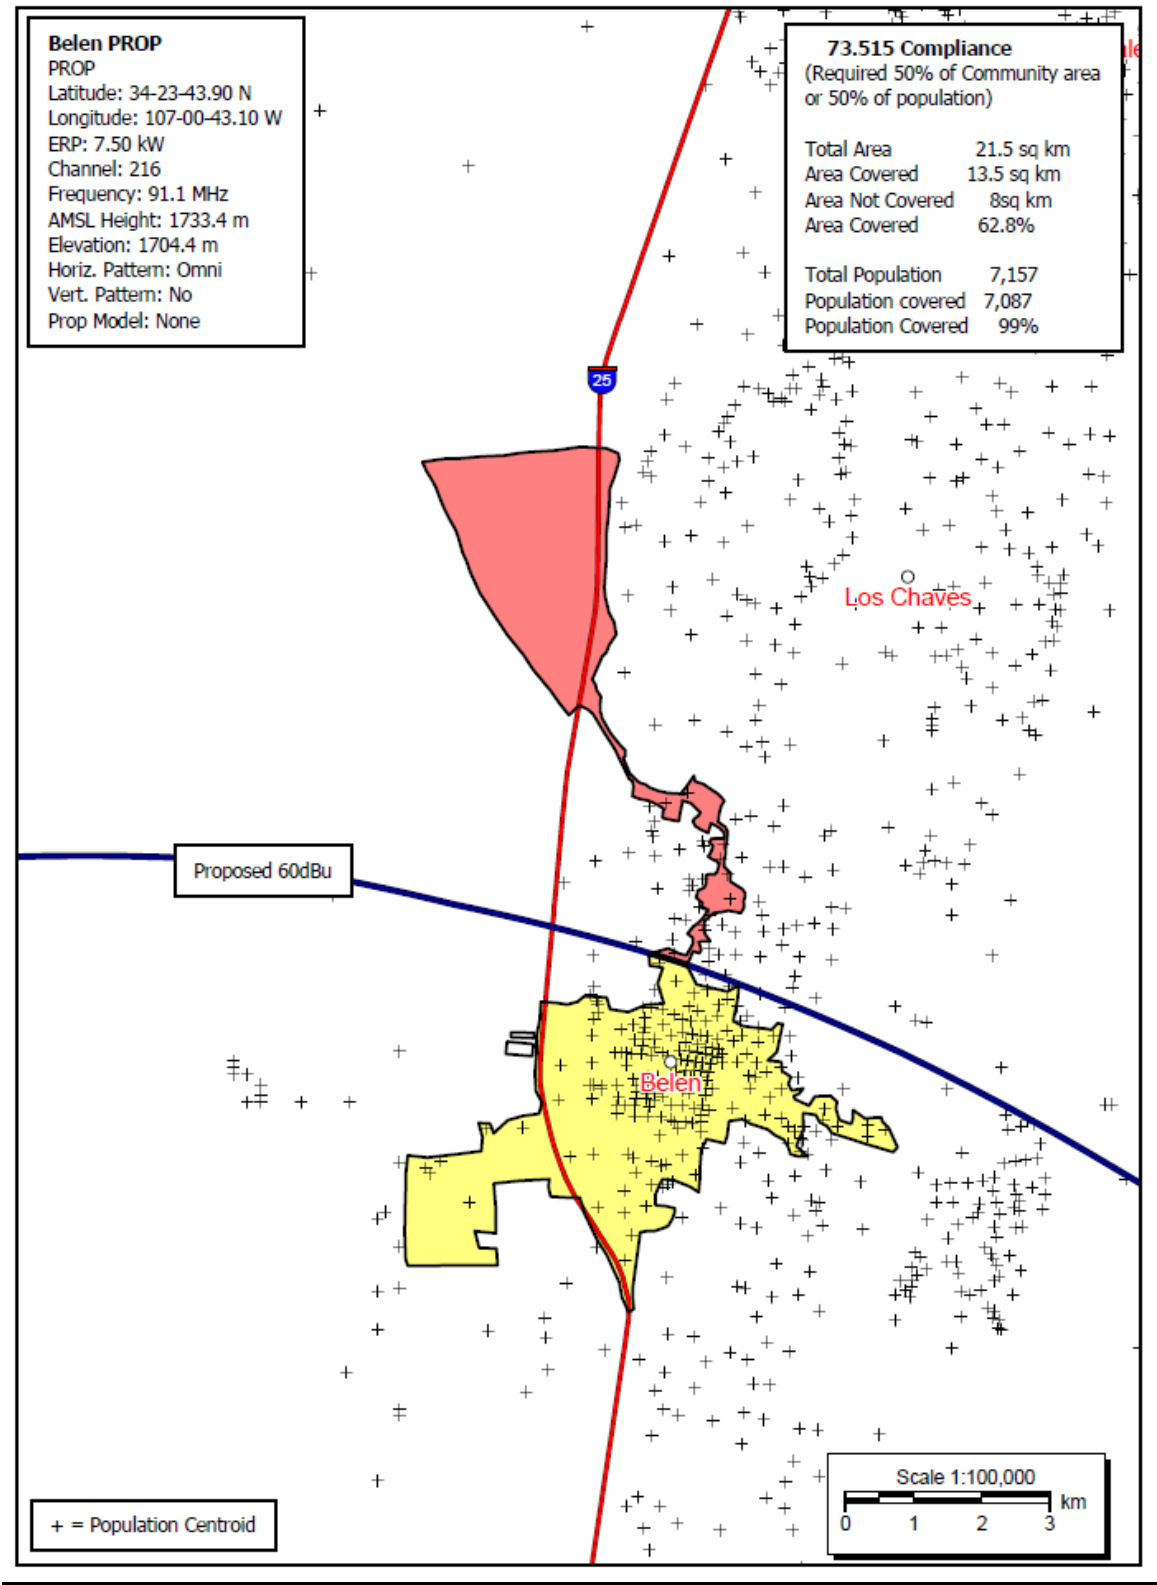 Belen PROP
PROP
Latitude: 34-23-43.90 N
Longitude: 107-00-43.10 W
ERP: 7.50 kW
Channel: 216
Frequency: 91.1 MHz
AMSL Height: 1733.4 m
Elevation: 1704.4 m
Horiz. Pattern: Omni
Vert. Pattern: No
Prop Model: None
73.515 Compliance
(Required 50% of Community area
or 50% of population)
Total Area 21.5 sq km
Area Covered 13.5 sq km
Area Not Covered 8sq km
Area Covered 62.8%
Total Population 7,157
Population covered 7,087
Population Covered 99%
25
Los Chaves
Proposed 60dBu
Belen
Scale 1:100,000
km
0 1 2 3
+ = Population Centroid